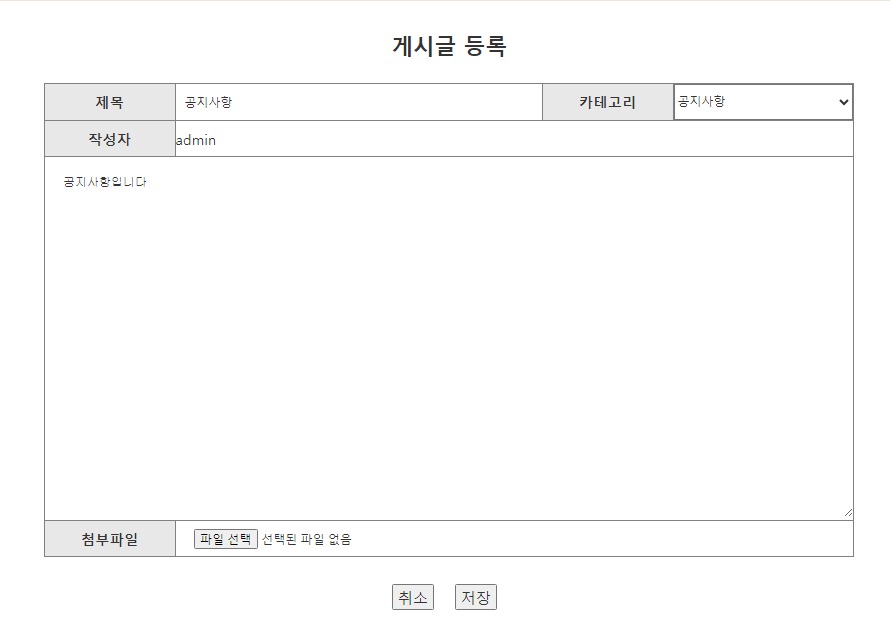 게시글 등록
제목 공지사항 카테고리 공지사항
작성자 admin
공지사항입니다
첨부파일 파일 선택 선택된 파일 없음
취소 저장